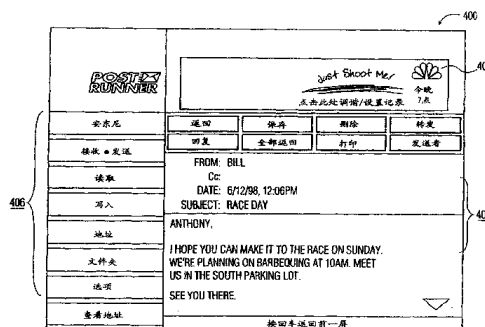 400
POST RUNNER
Just Shoot Me!
今晚
7点
点击此处调谐/设置记录
40
安东尼
接收●发送
读取
写入
地址
文件夹
选项
查看地址
406
返回 保存 删除 转发
回复 全部返回 打印 发送者
FROM: BILL
Cc:
DATE: 6/12/98, 12:06PM
SUBJECT: RACE DAY
ANTHONY,
I HOPE YOU CAN MAKE IT TO THE RACE ON SUNDAY.
WE'RE PLANNING ON BARBEQUING AT 10AM. MEET
US IN THE SOUTH PARKING LOT.
SEE YOU THERE.
40
按回车返回前一屏